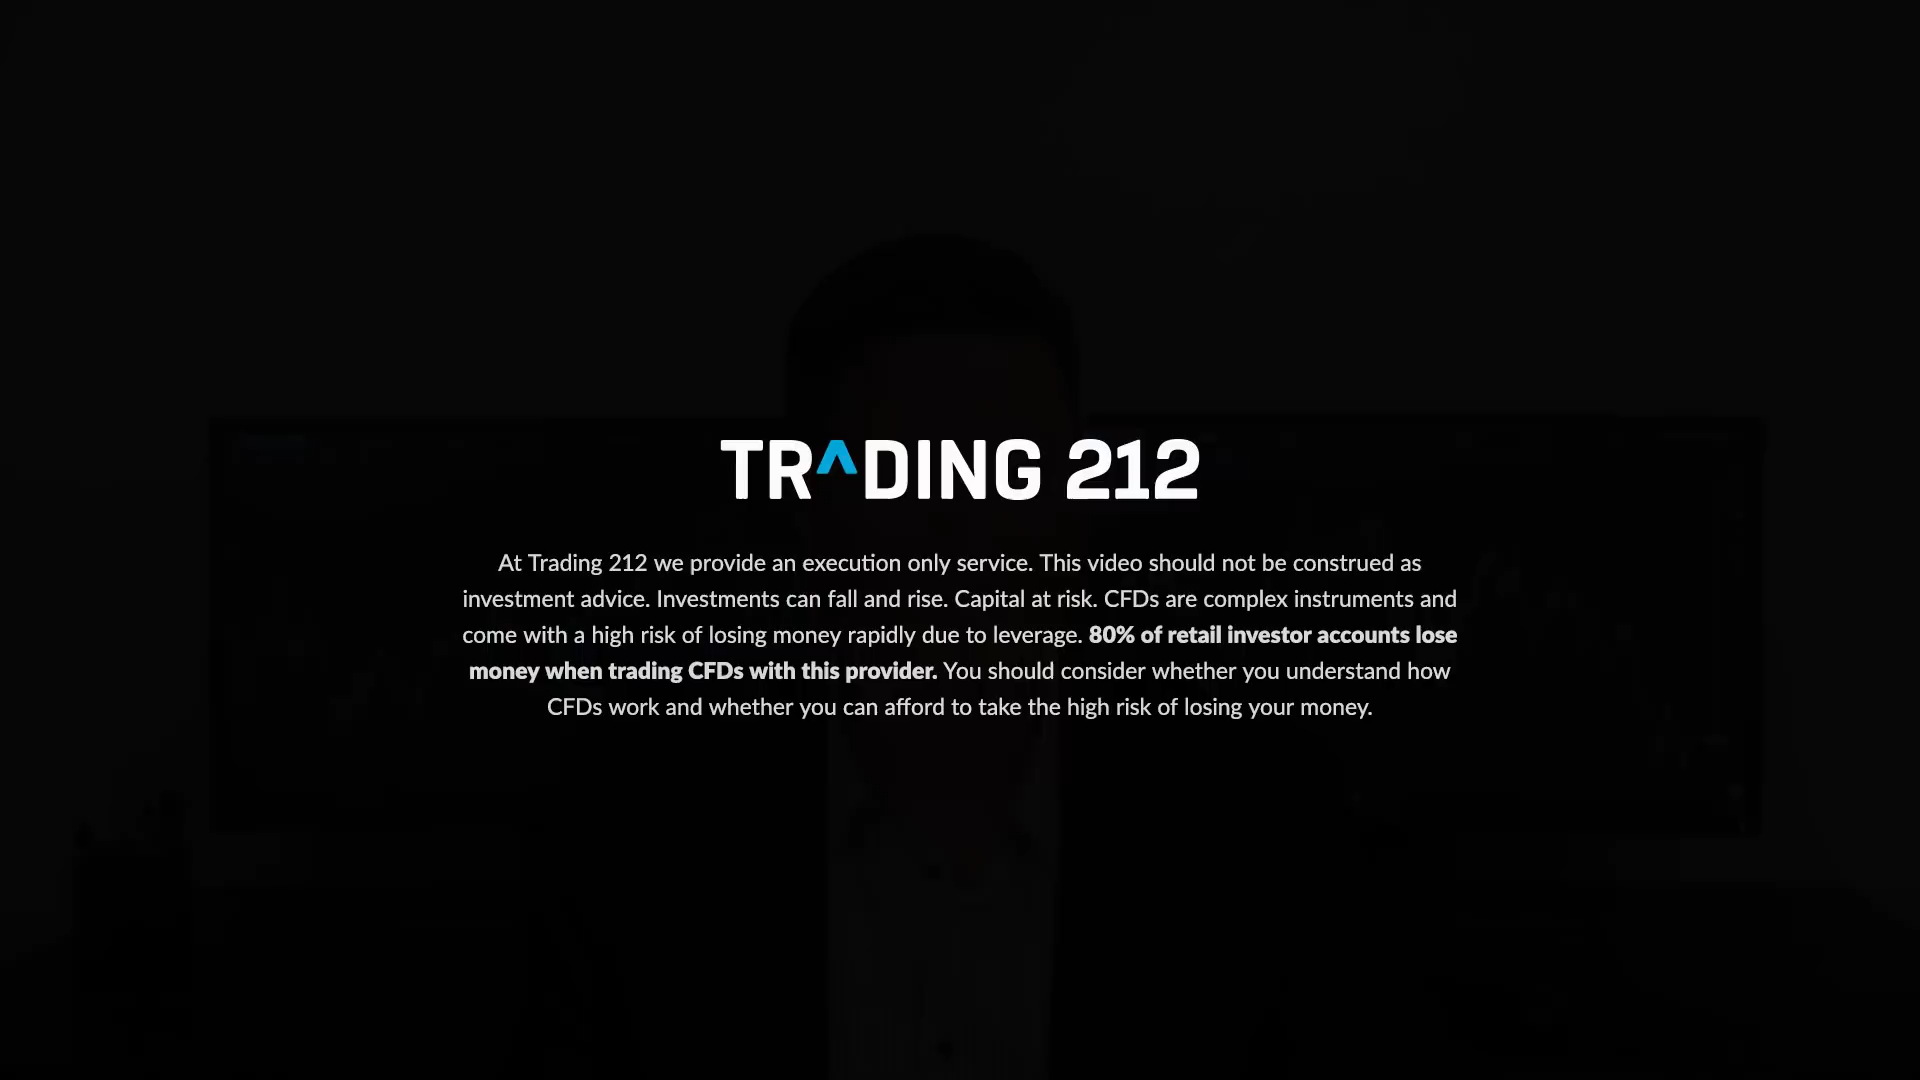 TR^DING 212
At Trading 212 we provide an execution only service. This video should not be construed as
investment advice. Investments can fall and rise. Capital at risk. CFDs are complex instruments and
come with a high risk of losing money rapidly due to leverage. 80% of retail investor accounts lose
money when trading CFDs with this provider. You should consider whether you understand how
CFDs work and whether you can afford to take the high risk of losing your money.